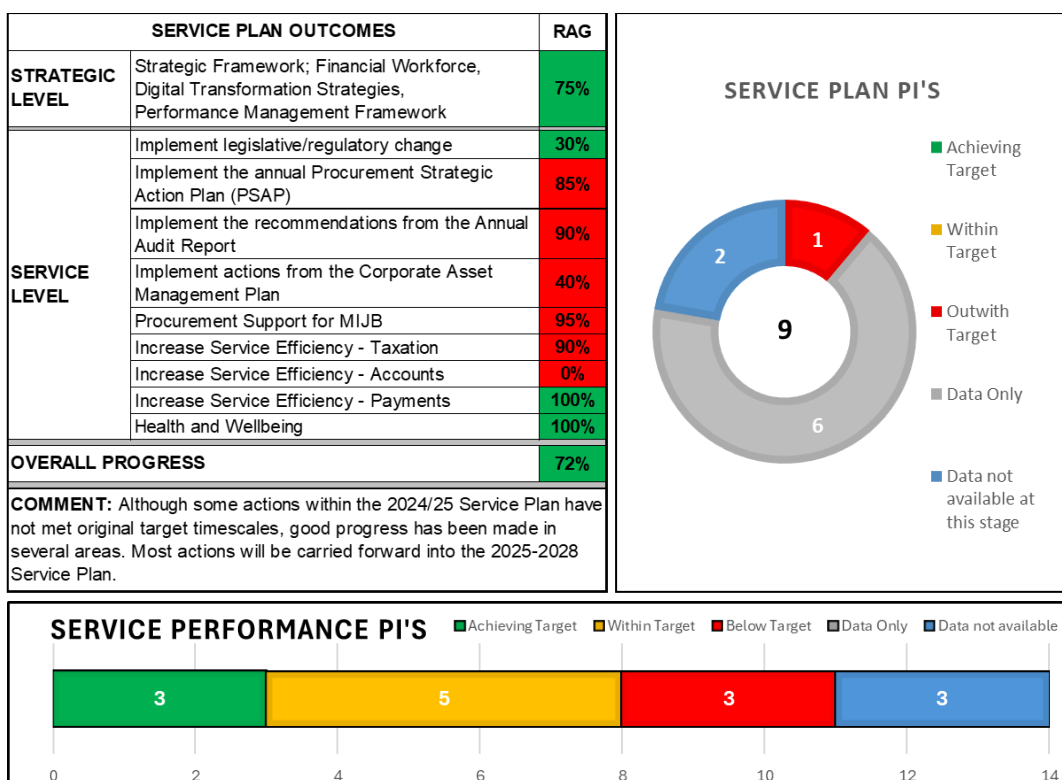 SERVICE PLAN OUTCOMES RAG
STRATEGIC LEVEL
Strategic Framework; Financial Workforce,
Digital Transformation Strategies,
Performance Management Framework
75%
SERVICE LEVEL
Implement legislative/regulatory change 30%
Implement the annual Procurement Strategic
Action Plan (PSAP)
85%
Implement the recommendations from the Annual
Audit Report
90%
Implement actions from the Corporate Asset
Management Plan
40%
Procurement Support for MIJB 95%
Increase Service Efficiency - Taxation 90%
Increase Service Efficiency - Accounts 0%
Increase Service Efficiency - Payments 100%
Health and Wellbeing 100%
OVERALL PROGRESS 72%
COMMENT: Although some actions within the 2024/25 Service Plan have
not met original target timescales, good progress has been made in
several areas. Most actions will be carried forward into the 2025-2028
Service Plan.
SERVICE PLAN PI'S
1
2
9
6
Achieving
Target
Within
Target
Outwith
Target
Data Only
Data not
available at
this stage
SERVICE PERFORMANCE PI'S
Achieving Target Within Target Below Target Data Only Data not available
3 5 3 3
0 2 4 6 8 10 12 14